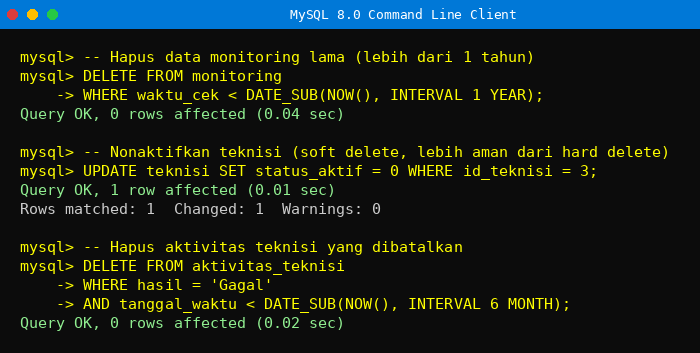 MySQL 8.0 Command Line Client
mysql> -- Hapus data monitoring lama (lebih dari 1 tahun)
mysql> DELETE FROM monitoring
    -> WHERE waktu_cek < DATE_SUB(NOW(), INTERVAL 1 YEAR);
Query OK, 0 rows affected (0.04 sec)
mysql> -- Nonaktifkan teknisi (soft delete, lebih aman dari hard delete)
mysql> UPDATE teknisi SET status_aktif = 0 WHERE id_teknisi = 3;
Query OK, 1 row affected (0.01 sec)
Rows matched: 1  Changed: 1  Warnings: 0
mysql> -- Hapus aktivitas teknisi yang dibatalkan
mysql> DELETE FROM aktivitas_teknisi
    -> WHERE hasil = 'Gagal'
    -> AND tanggal_waktu < DATE_SUB(NOW(), INTERVAL 6 MONTH);
Query OK, 0 rows affected (0.02 sec)